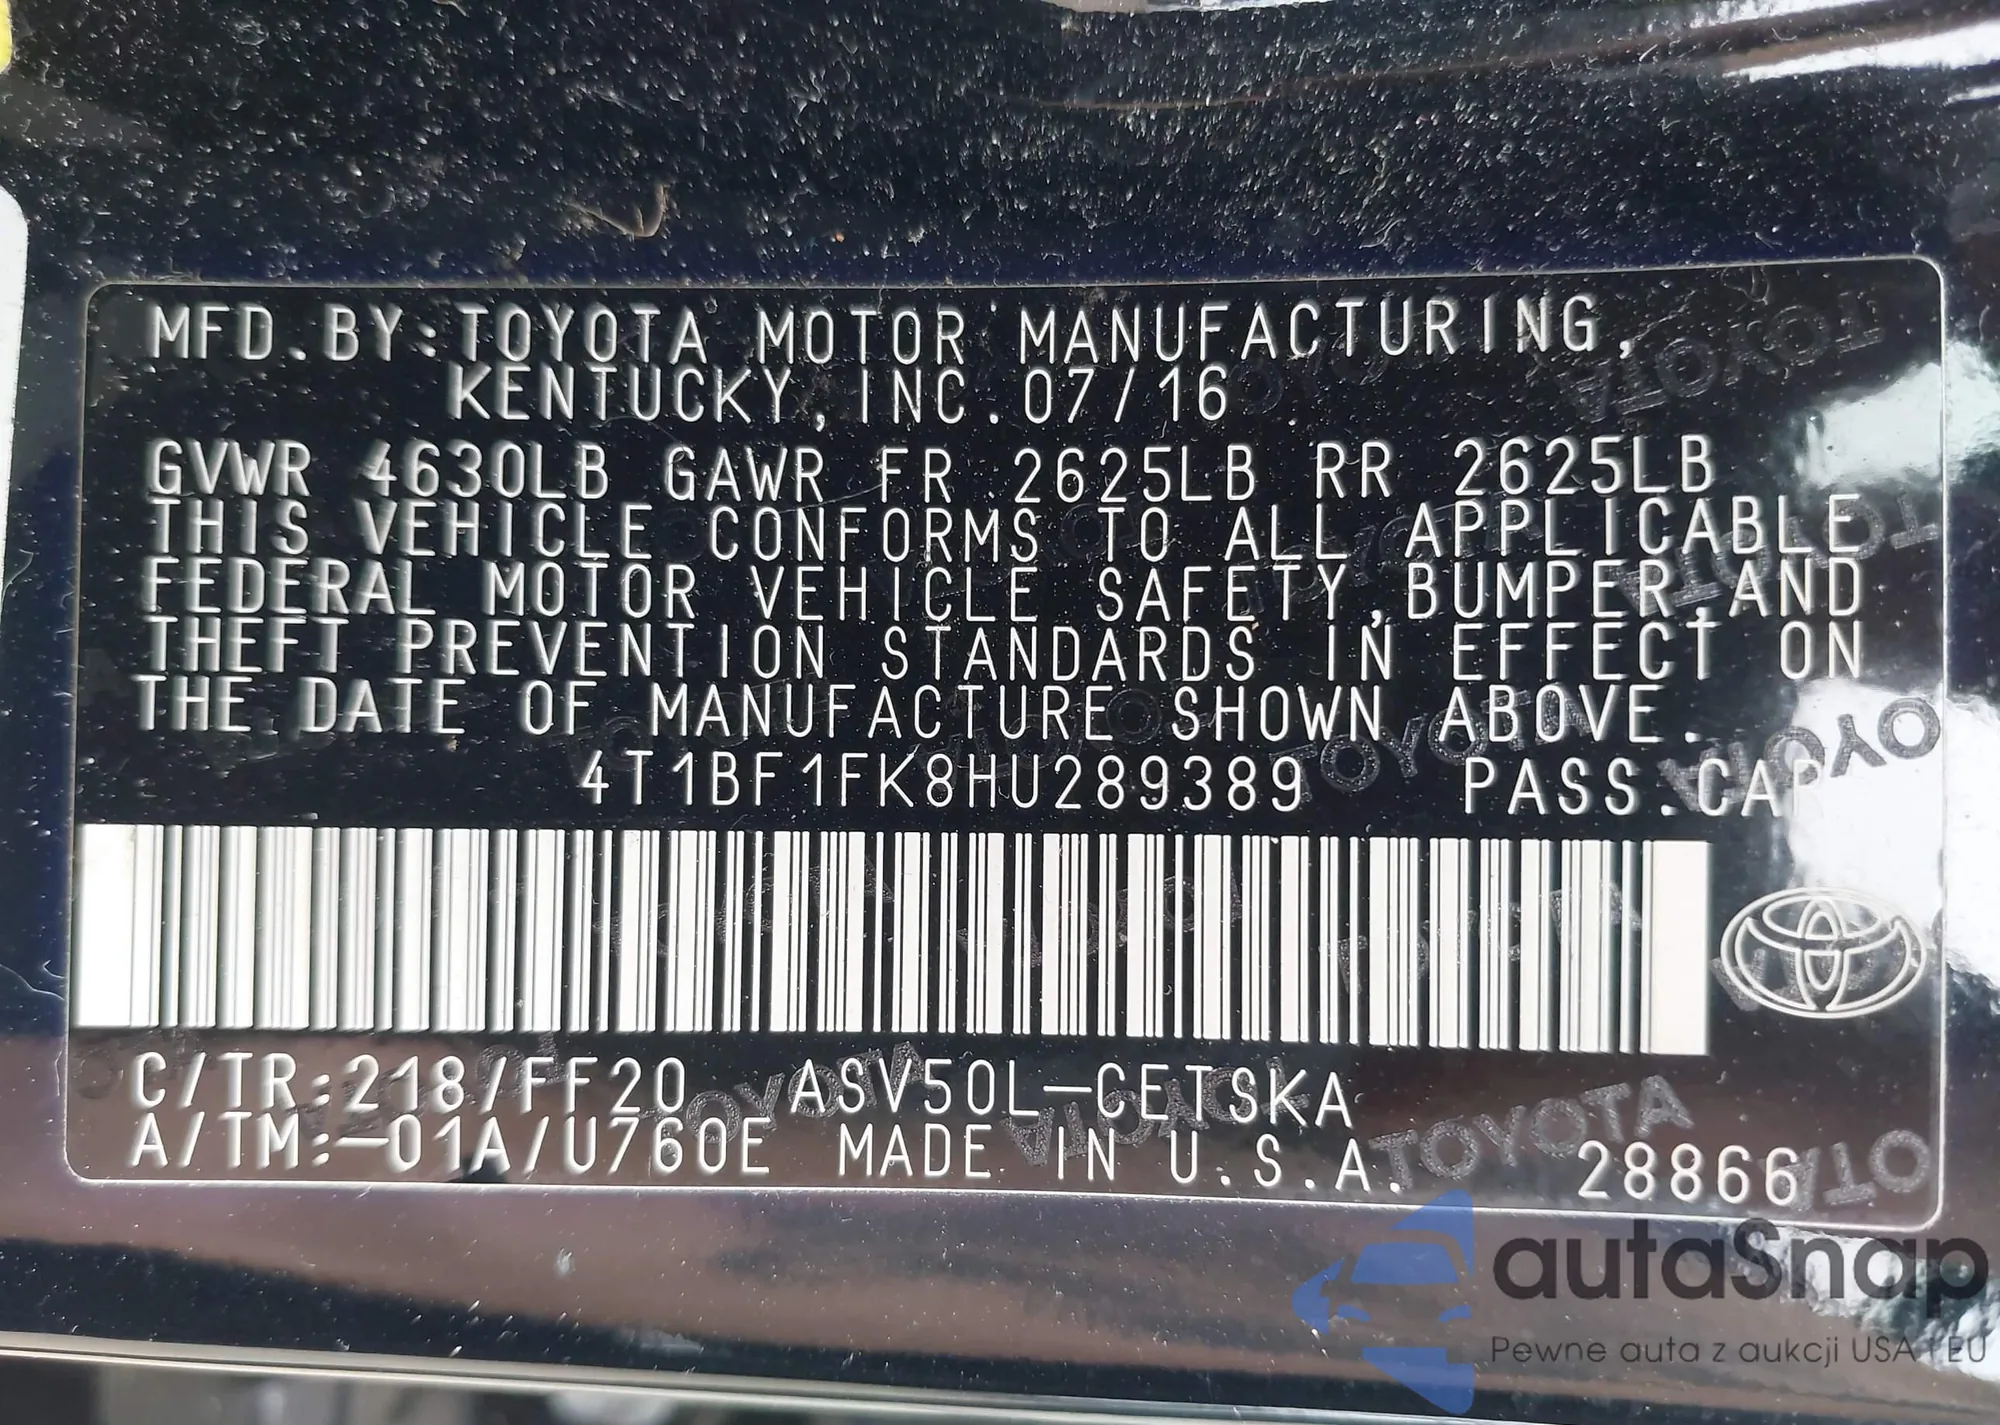 MFD.BY:TOYOTA MOTOR MANUFACTURING,
KENTUCKY,INC.07/16
GVWR 4630LB GAWR FR 2625LB RR 2625LB
THIS VEHICLE CONFORMS TO ALL APPLICABLE
FEDERAL MOTOR VEHICLE SAFETY,BUMPER,AND
THEFT PREVENTION STANDARDS IN EFFECT ON
THE DATE OF MANUFACTURE SHOWN ABOVE.
4T1BF1FK8HU289389 PASS.CAR
C/TR:218/FF20 ASV50L-CETSKA
A/TM:-01A/U760E MADE IN U.S.A. 28866
autaSnap
Pewne auta z aukcji USA i EU